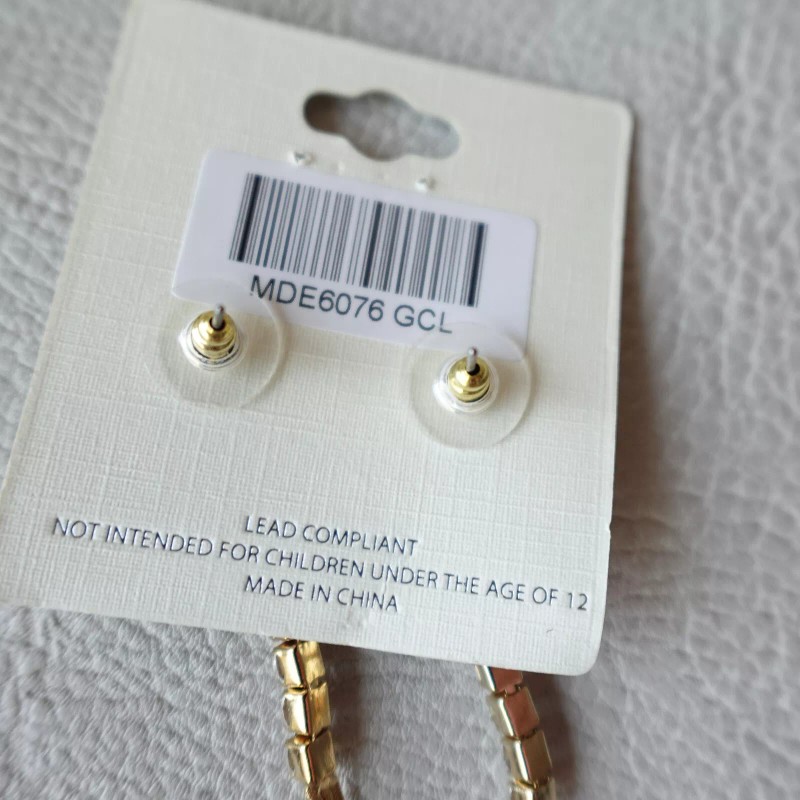 MDE6076 GCL
LEAD COMPLIANT
NOT INTENDED FOR CHILDREN UNDER THE AGE OF 12
MADE IN CHINA